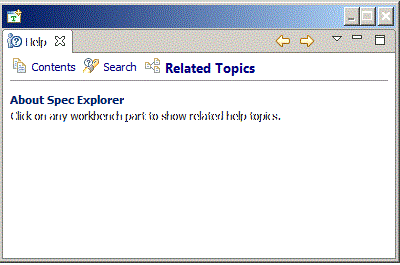 Help
Contents Search Related Topics
About Spec Explorer
Click on any workbench part to show related help topics.